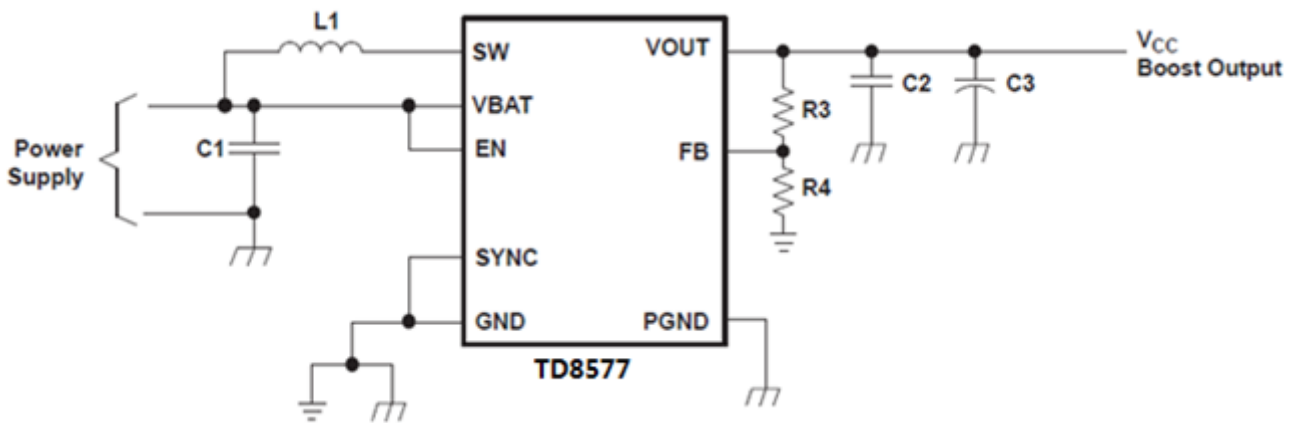 L1
SW
VOUT
V_CC
Boost Output
VBAT
C2
C3
R3
Power
Supply
C1
EN
FB
R4
SYNC
GND
PGND
TD8577